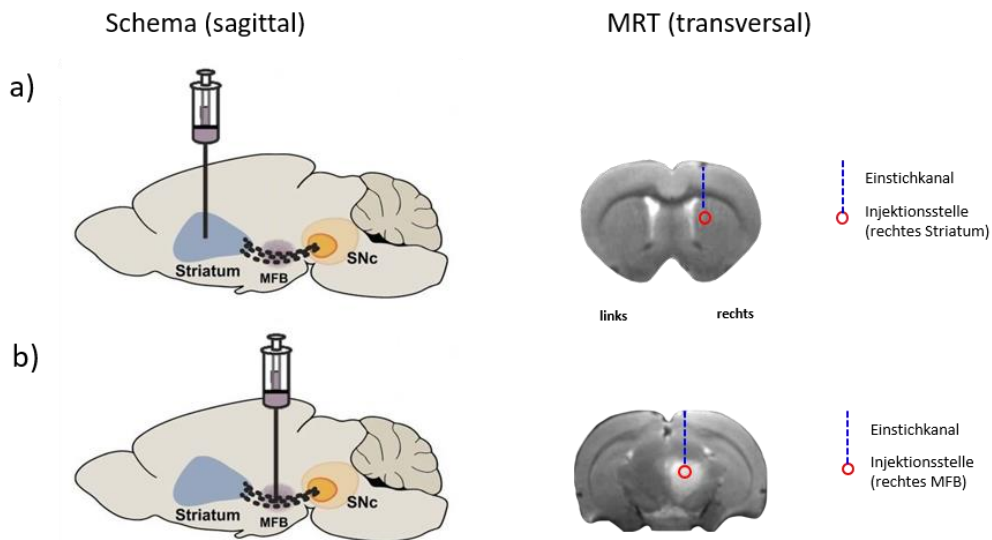 Schema (sagittal)
MRT (transversal)
a)
Striatum
MFB
SNc
links
rechts
Einstichkanal
Injektionsstelle
(rechtes Striatum)
b)
Striatum
MFB
SNc
Einstichkanal
Injektionsstelle
(rechtes MFB)